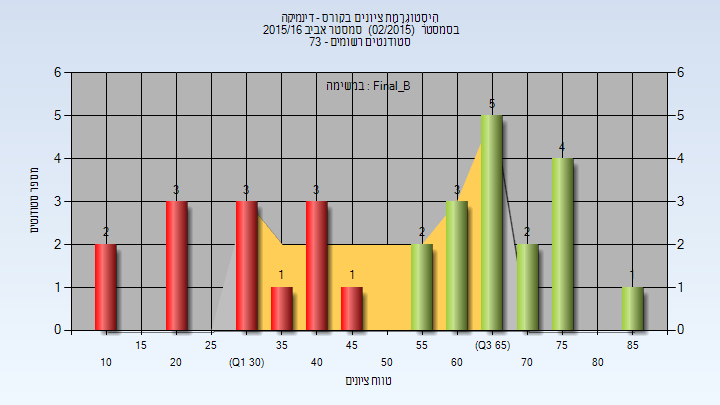 היסטוגרמת ציונים בקורס - דינמיקה
בסמסטר (02/2015) סמסטר אביב 2015/16
סטודנטים רשומים - 73
במשימה : Final_B
מספר סטודנטים
6 6
5 5
4 4
3 3
2 2
1 1
0 0
2 3 3 1 3 1 2 3 5 2 4 1
15 25 35 45 55 (Q3 65) 75 85
10 20 (Q1 30) 40 50 60 70 80
טווח ציונים